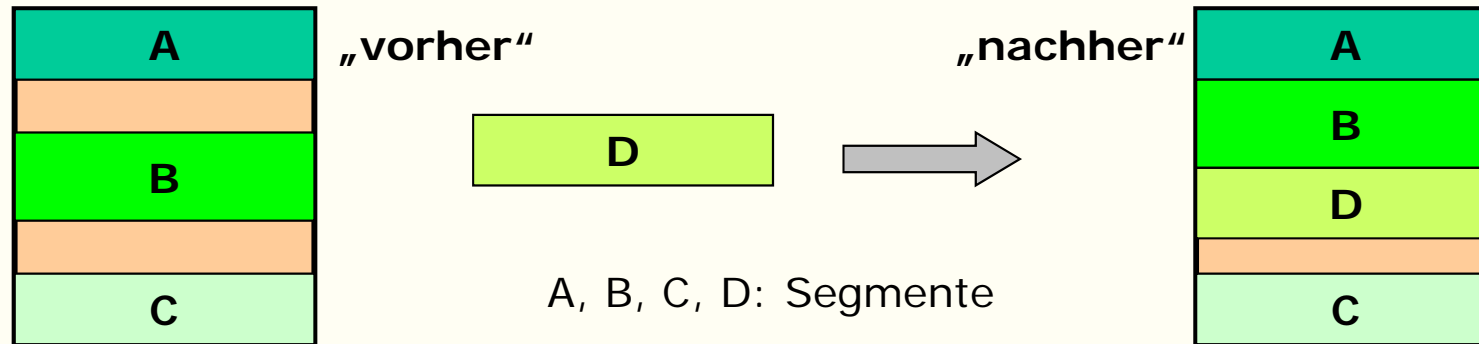 A
„vorher“
B
C
D
A, B, C, D: Segmente
„nachher“
A
B
D
C